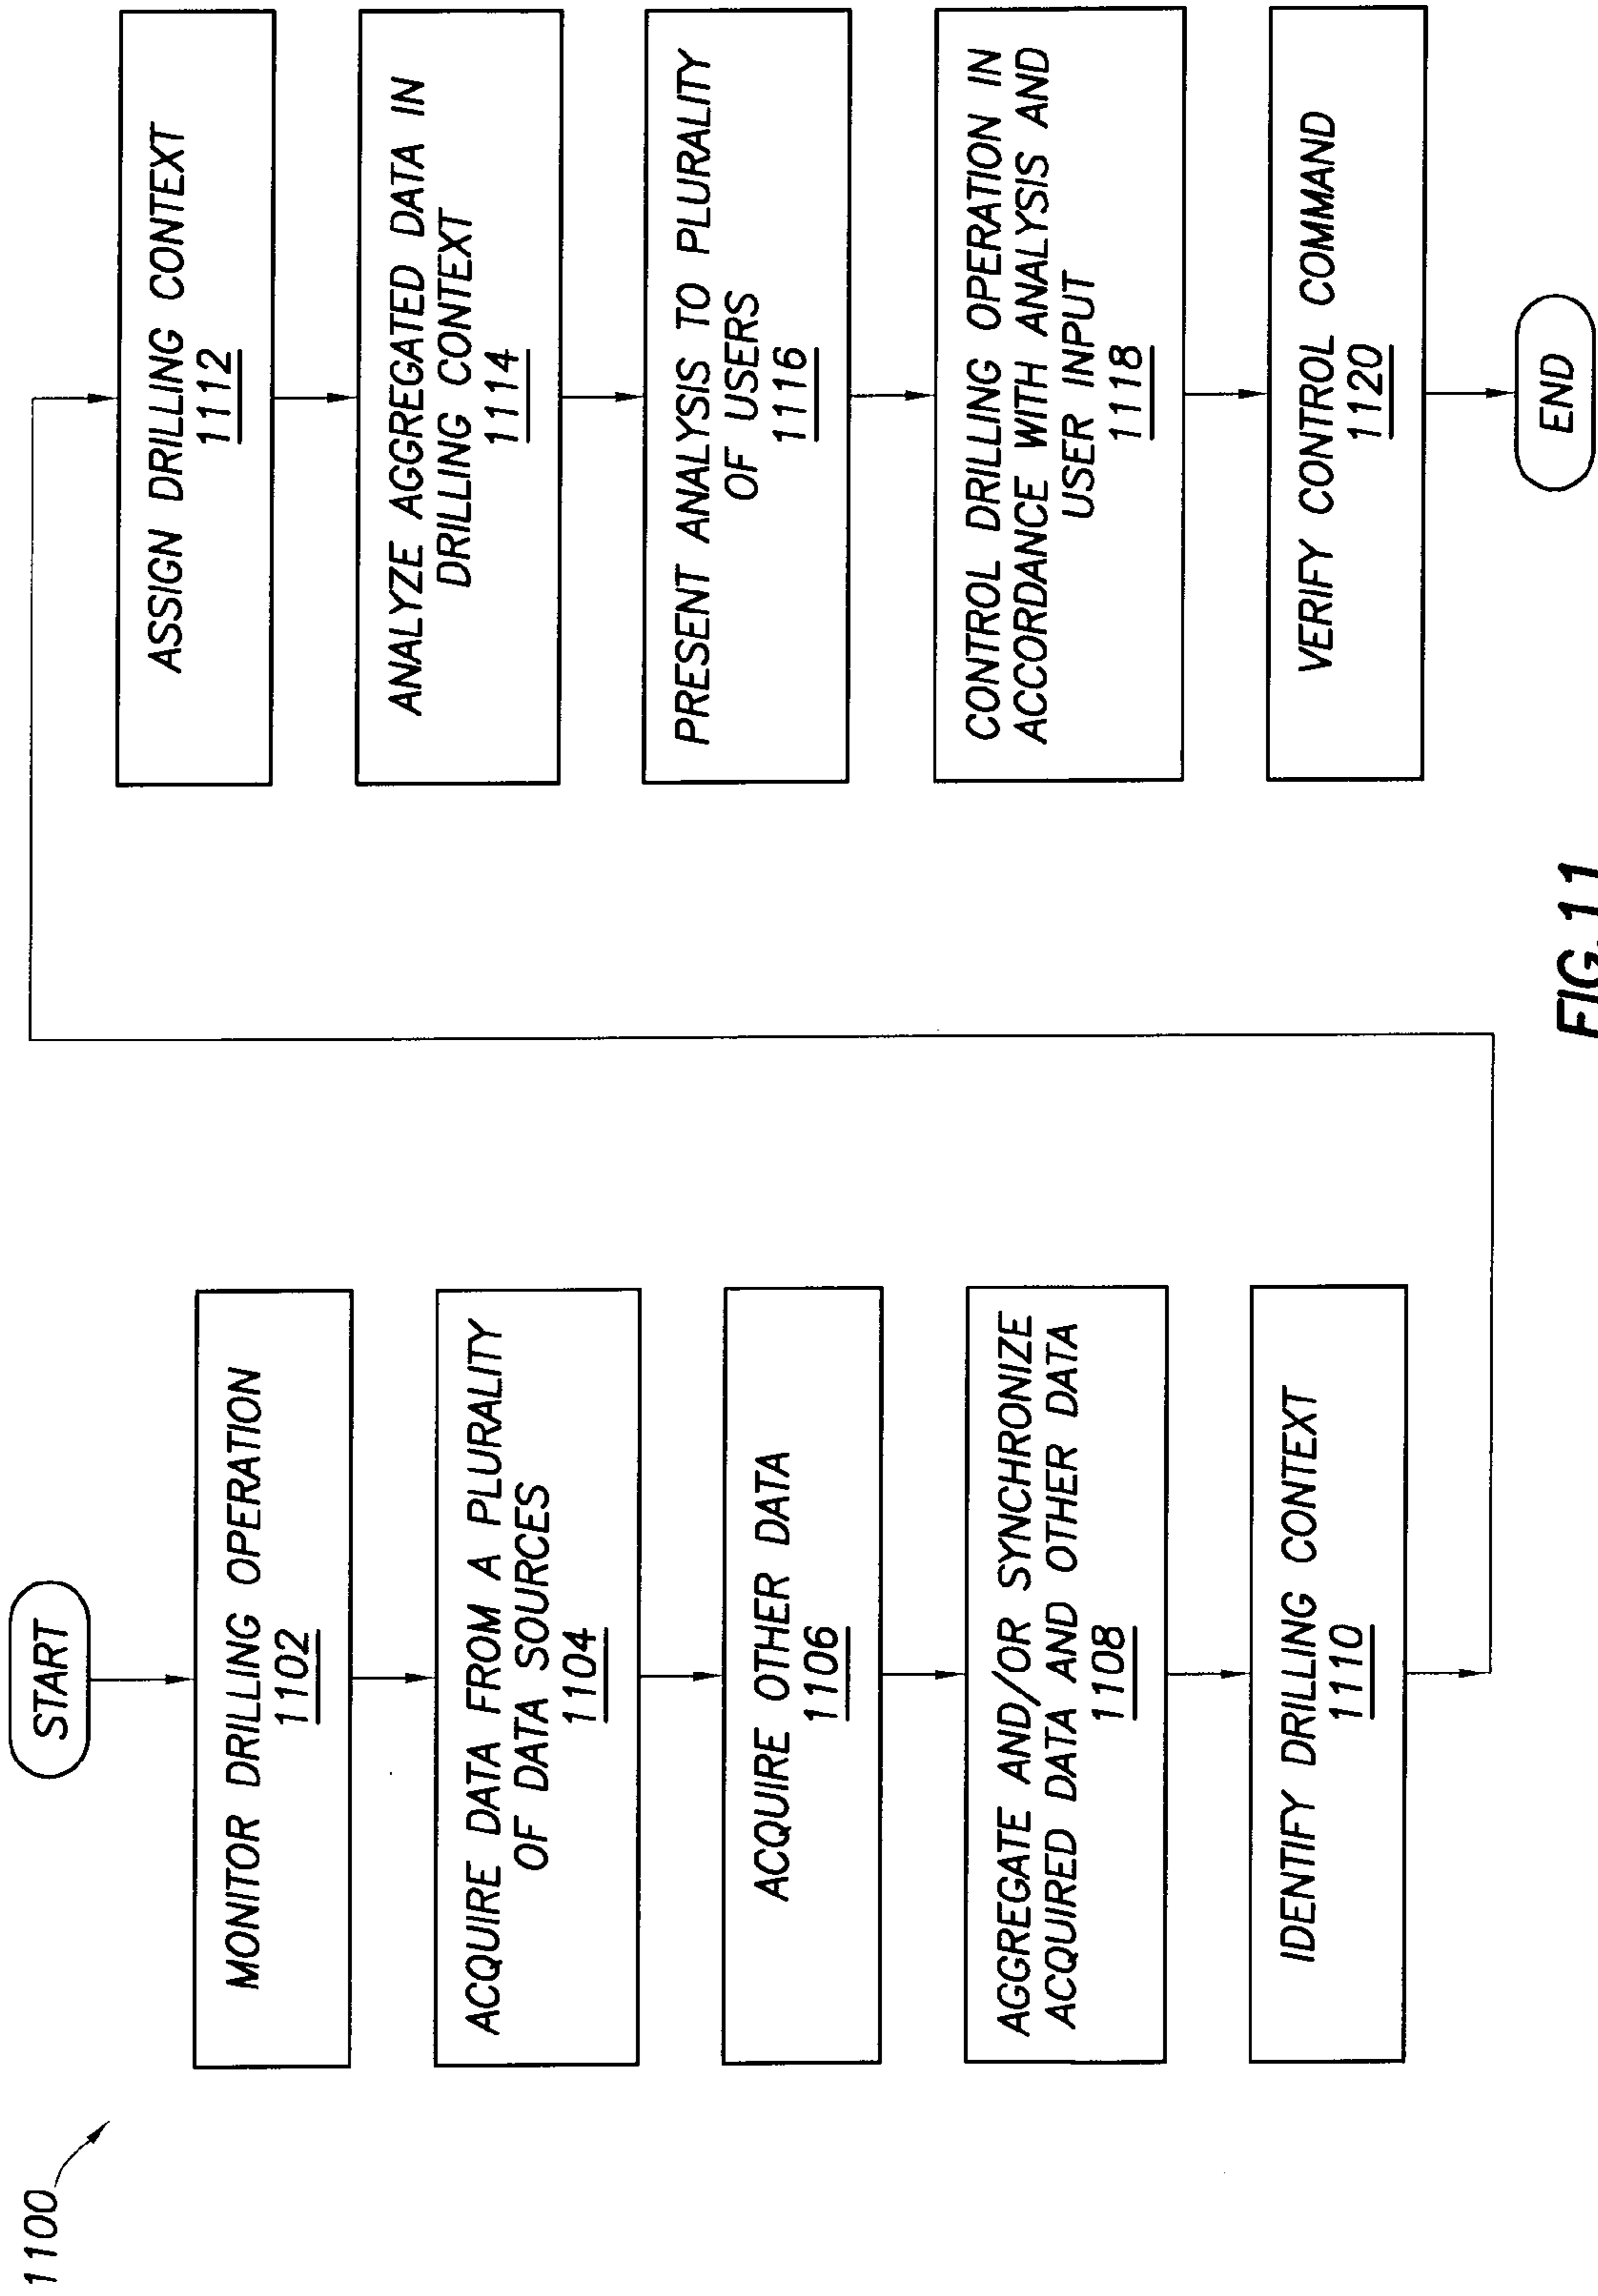 1100
START
MONITOR DRILLING OPERATION
1102
ACQUIRE DATA FROM A PLURALITY
OF DATA SOURCES
1104
ACQUIRE OTHER DATA
1106
AGGREGATE AND/OR SYNCHRONIZE
ACQUIRED DATA AND OTHER DATA
1108
IDENTIFY DRILLING CONTEXT
1110
ASSIGN DRILLING CONTEXT
1112
ANALYZE AGGREGATED DATA IN
DRILLING CONTEXT
1114
PRESENT ANALYSIS TO PLURALITY
OF USERS
1116
CONTROL DRILLING OPERATION IN
ACCORDANCE WITH ANALYSIS AND
USER INPUT
1118
VERIFY CONTROL COMMAND
1120
END
FIG.11